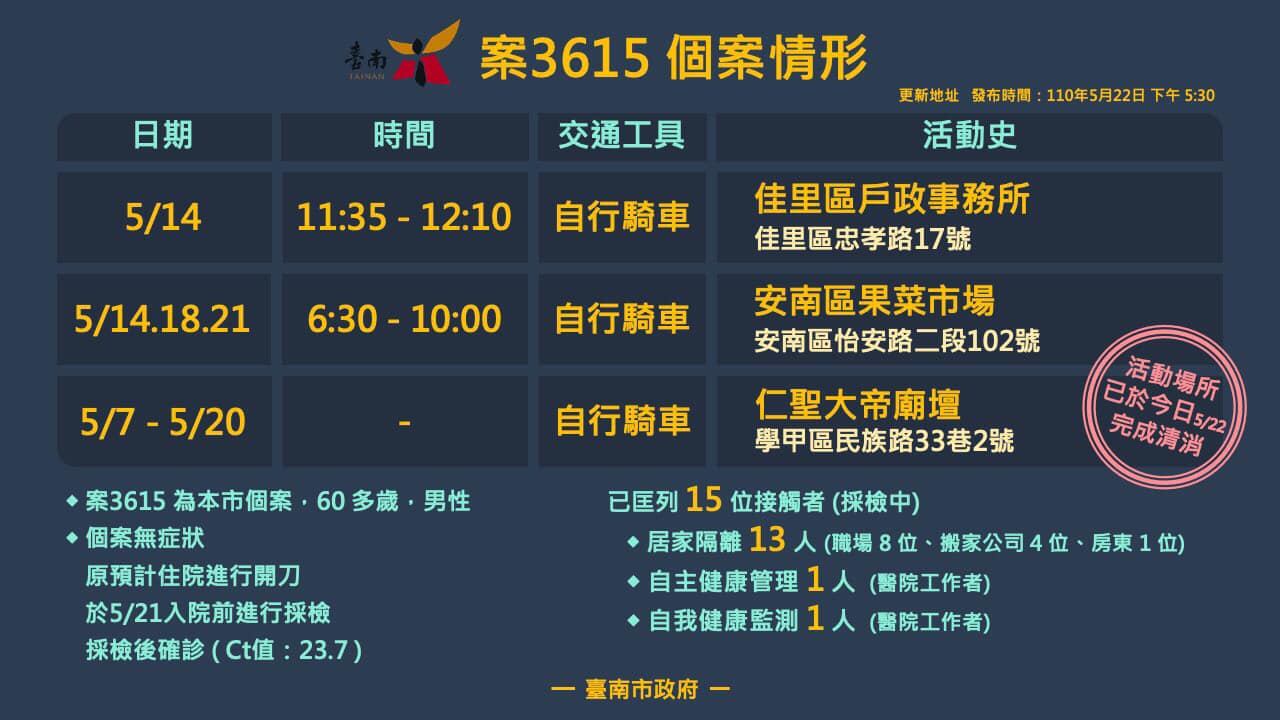 臺南
TAINAN
案3615 個案情形
更新地址 發布時間：110年5月22日 下午 5:30
日期 時間 交通工具 活動史
5/14 11:35 - 12:10 自行騎車 佳里區戶政事務所
佳里區忠孝路17號
5/14.18.21 6:30 - 10:00 自行騎車 安南區果菜市場
安南區怡安路二段102號
5/7 - 5/20 - 自行騎車 仁聖大帝廟壇
學甲區民族路33巷2號
活動場所
已於今日5/22
完成清消
◆ 案3615 為本市個案，60 多歲，男性
◆ 個案無症狀
原預計住院進行開刀
於5/21入院前進行採檢
採檢後確診 ( Ct值：23.7 )
已匡列 15 位接觸者 (採檢中)
◆ 居家隔離 13 人 (職場 8 位、搬家公司 4 位、房東 1 位)
◆ 自主健康管理 1 人 (醫院工作者)
◆ 自我健康監測 1 人 (醫院工作者)
— 臺南市政府 —